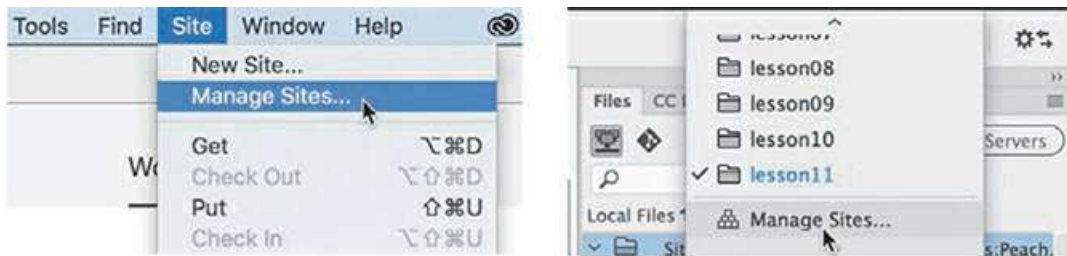 Tools Find Site Window Help
New Site...
Manage Sites...
Get ⌥⌘D
Check Out ⌥⇧⌘D
Put ⇧⌘U
Check In ⌥⇧⌘U
lesson08
lesson09
lesson10
lesson11
Manage Sites...
Files CC
Servers
Local Files